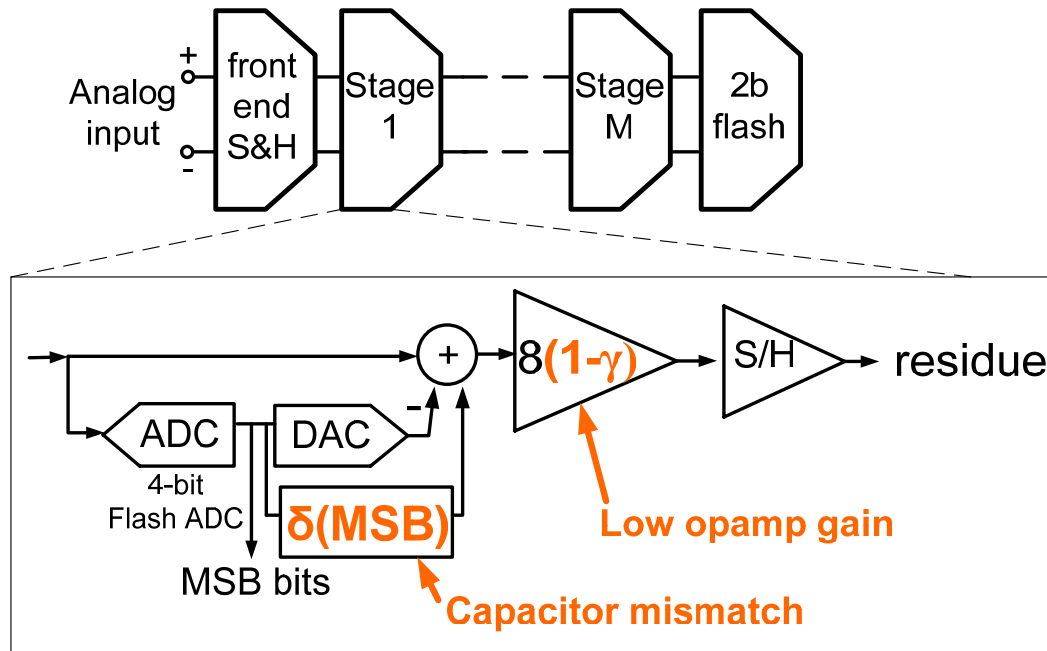 Analog
input
+
-
front
end
S&H
Stage
1
Stage
M
2b
flash
+
-
8(1-γ)
S/H
residue
ADC
DAC
4-bit
Flash ADC
δ(MSB)
MSB bits
Low opamp gain
Capacitor mismatch